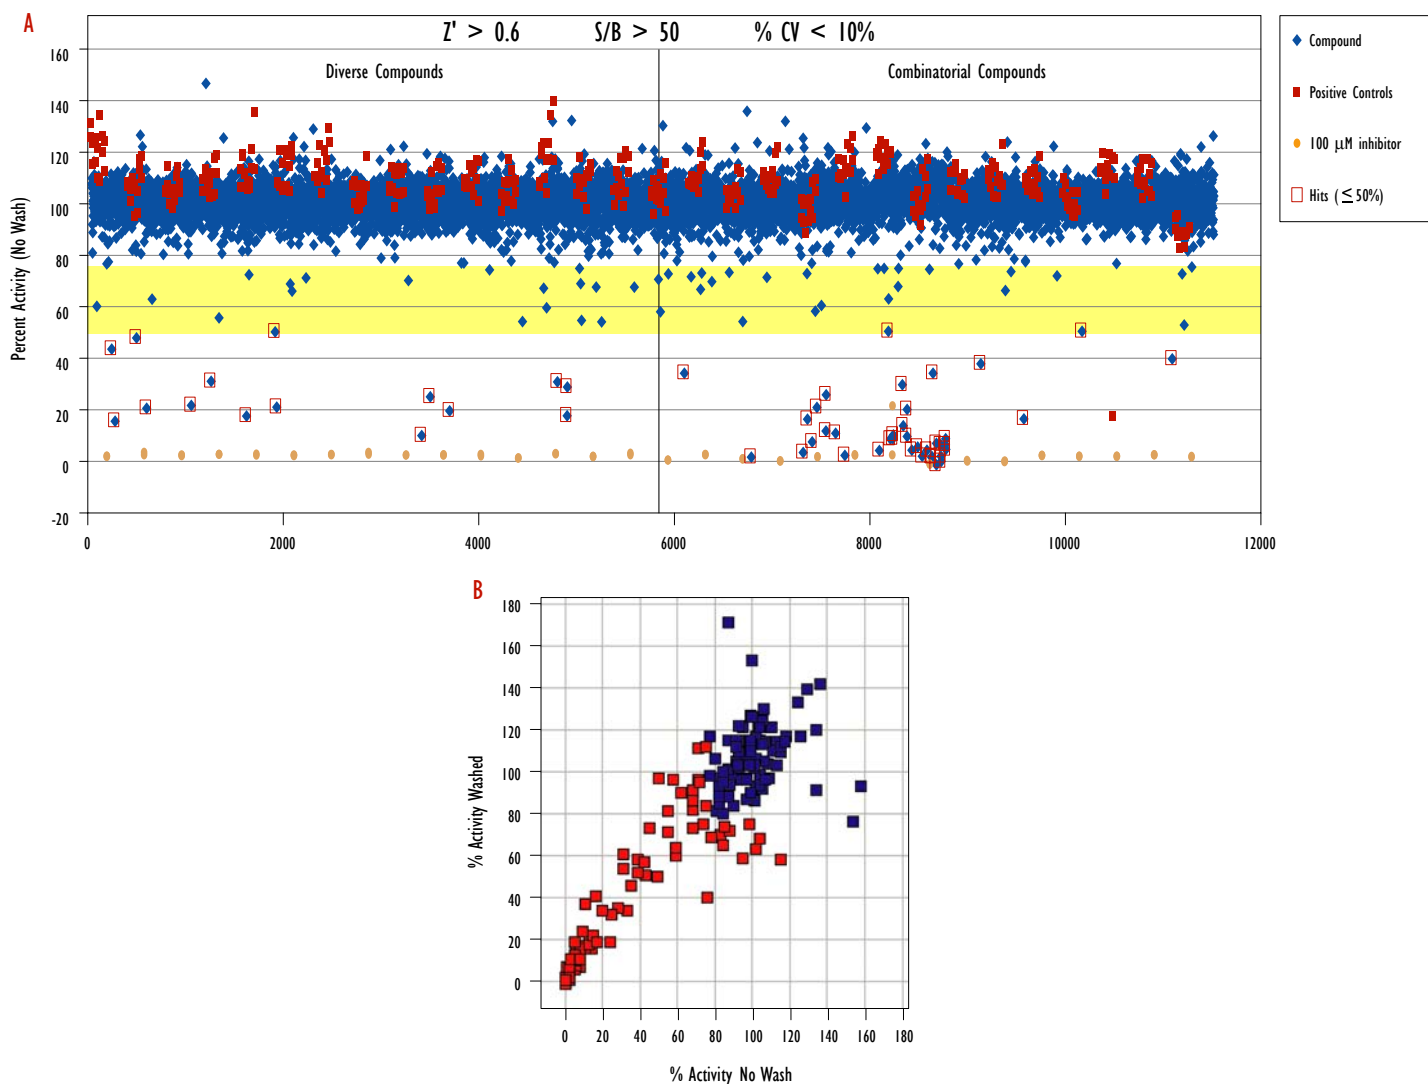 A
Z' > 0.6 S/B > 50 % CV < 10%
Diverse Compounds Combinatorial Compounds
Percent Activity (No Wash)
160
140
120
100
80
60
40
20
0
-20
0 2000 4000 6000 8000 10000 12000
Compound
Positive Controls
100 μM inhibitor
Hits (≤ 50%)
B
% Activity Washed
180
160
140
120
100
80
60
40
20
0
0 20 40 60 80 100 120 140 160 180
% Activity No Wash